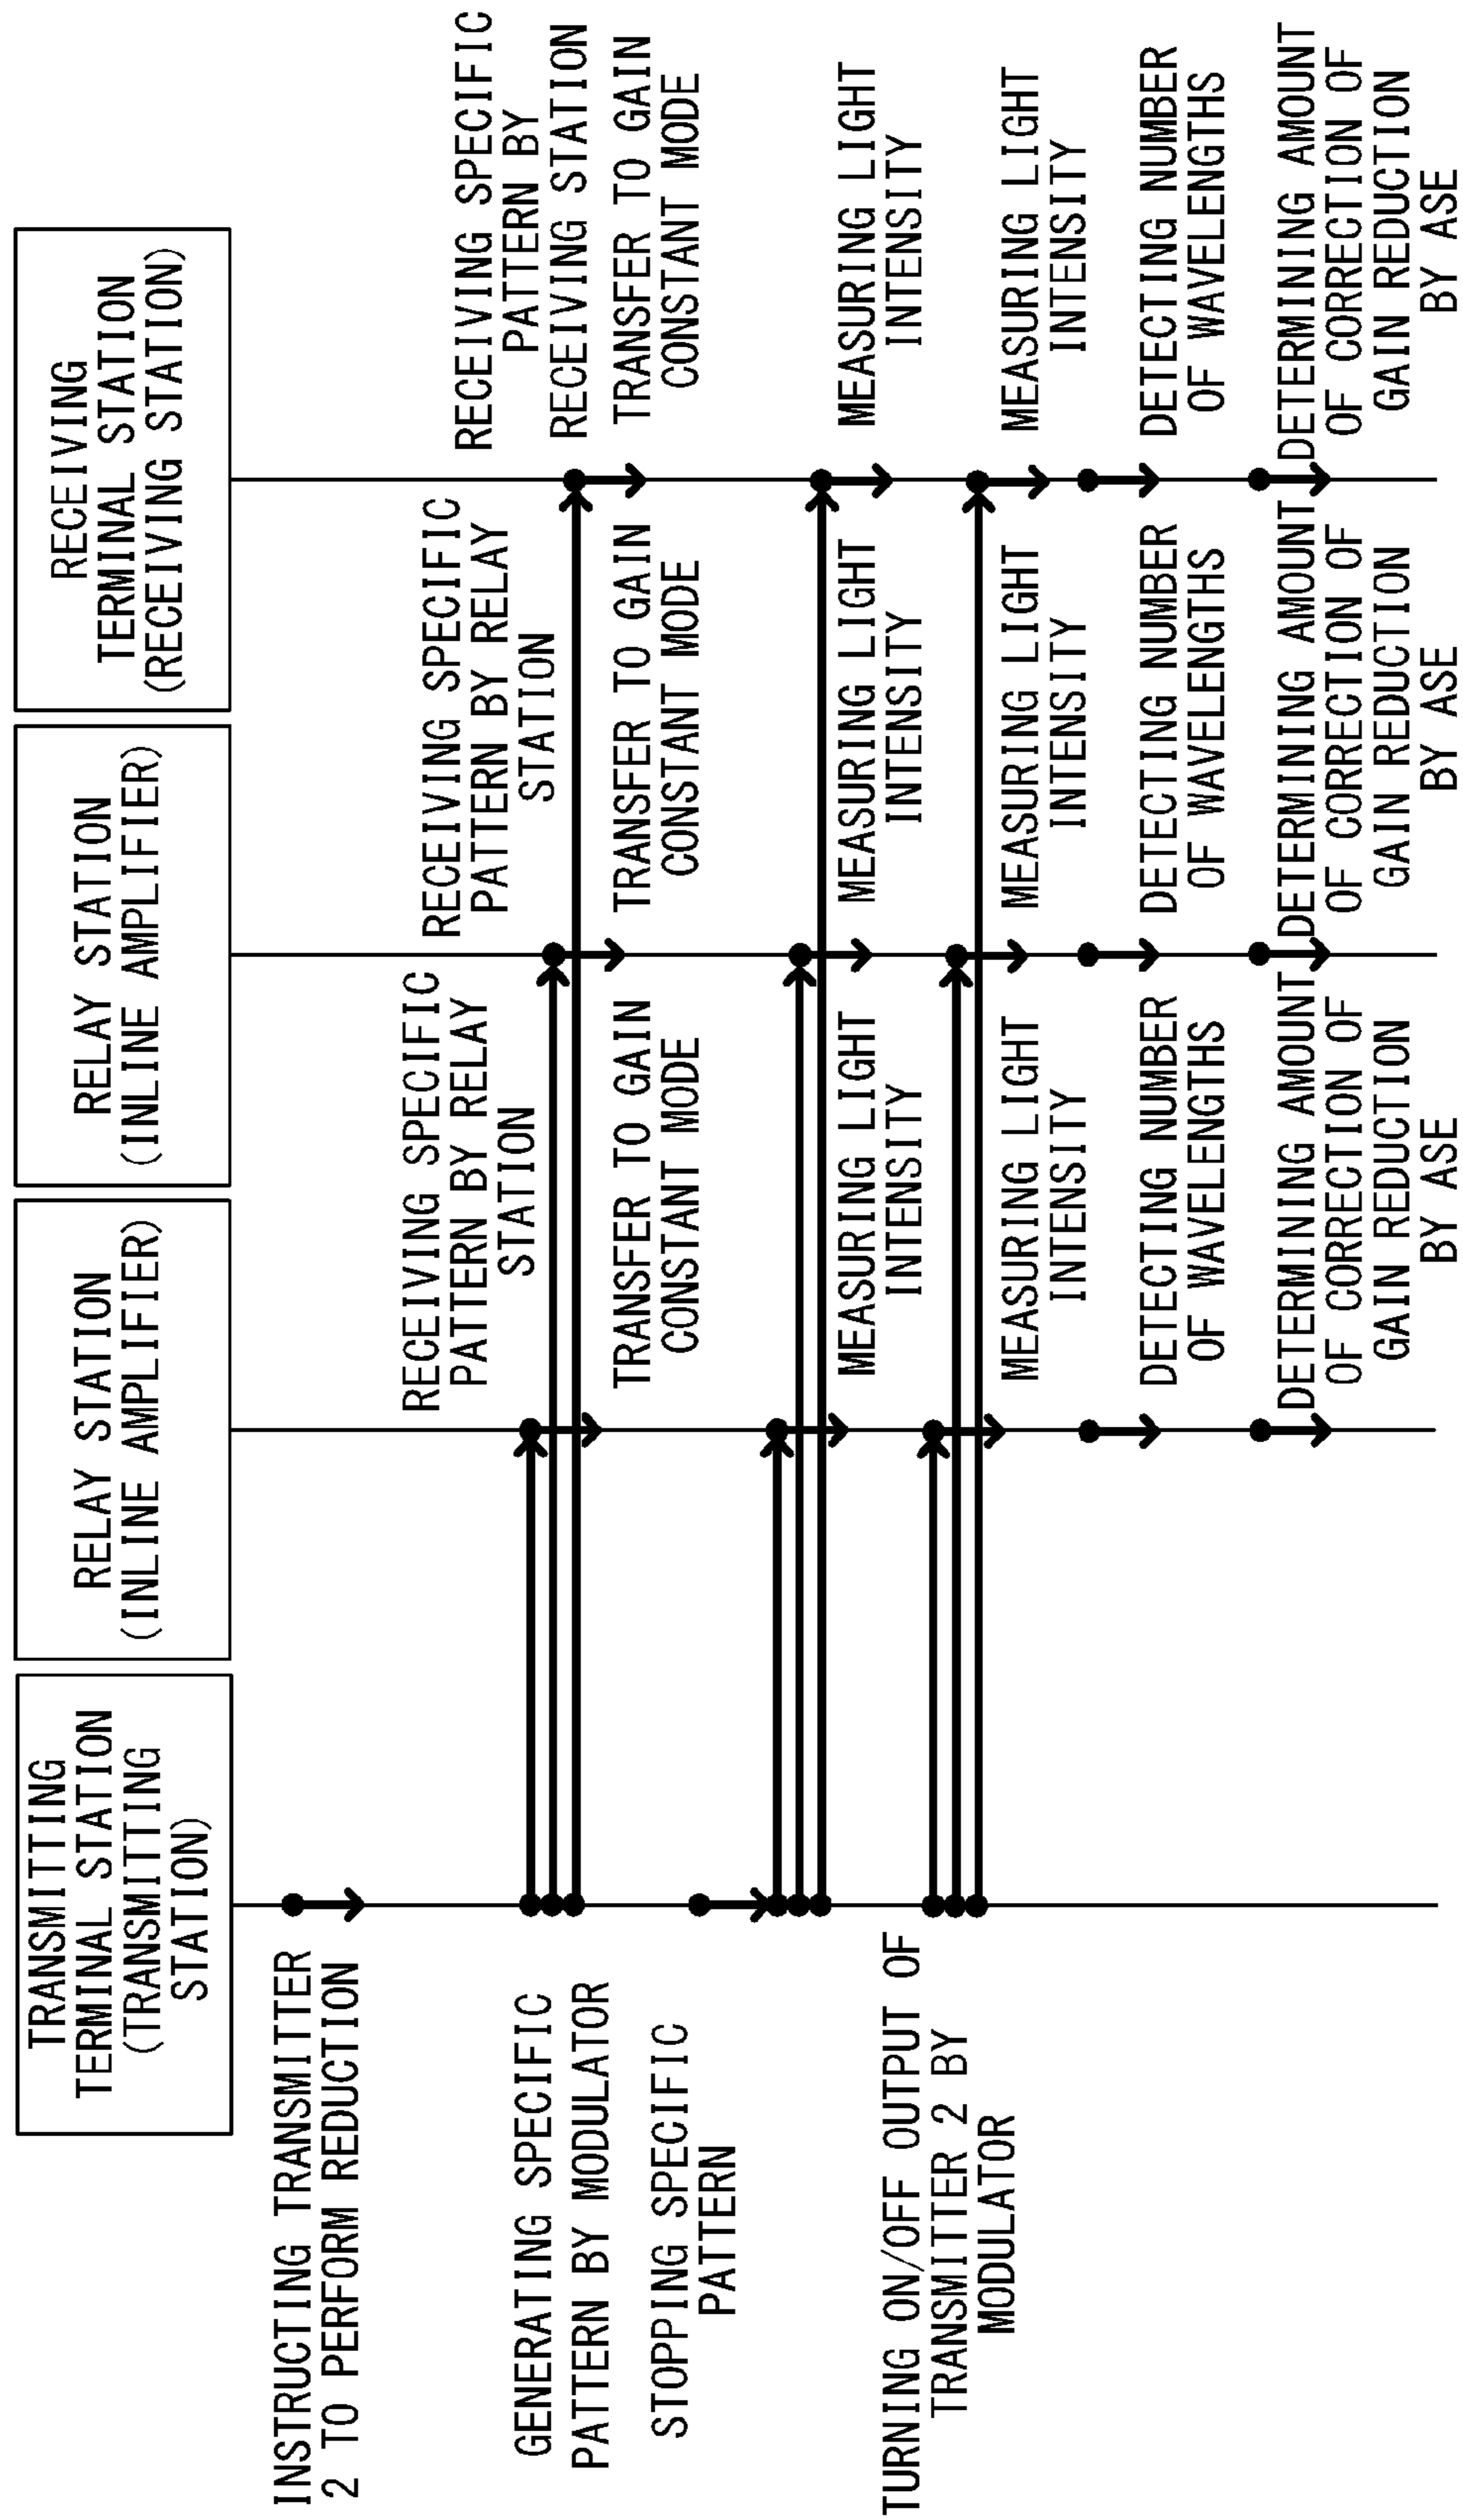 TRANSMITTING
TERMINAL STATION
(TRANSMITTING
STATION)
RELAY STATION
(INLINE AMPLIFIER)
RELAY STATION
(INLINE AMPLIFIER)
RECEIVING
TERMINAL STATION
(RECEIVING STATION)
INSTRUCTING TRANSMITTER
2 TO PERFORM REDUCTION
GENERATING SPECIFIC
PATTERN BY MODULATOR
STOPPING SPECIFIC
PATTERN
TURNING ON/OFF OUTPUT OF
TRANSMITTER 2 BY
MODULATOR
RECEIVING SPECIFIC
PATTERN BY RELAY
STATION
TRANSFER TO GAIN
CONSTANT MODE
MEASURING LIGHT
INTENSITY
MEASURING LIGHT
INTENSITY
DETECTING NUMBER
OF WAVELENGTHS
DETERMINING AMOUNT
OF CORRECTION OF
GAIN REDUCTION
BY ASE
RECEIVING SPECIFIC
PATTERN BY RELAY
STATION
TRANSFER TO GAIN
CONSTANT MODE
MEASURING LIGHT
INTENSITY
MEASURING LIGHT
INTENSITY
DETECTING NUMBER
OF WAVELENGTHS
DETERMINING AMOUNT
OF CORRECTION OF
GAIN REDUCTION
BY ASE
RECEIVING SPECIFIC
PATTERN BY
RECEIVING STATION
TRANSFER TO GAIN
CONSTANT MODE
MEASURING LIGHT
INTENSITY
MEASURING LIGHT
INTENSITY
DETECTING NUMBER
OF WAVELENGTHS
DETERMINING AMOUNT
OF CORRECTION OF
GAIN REDUCTION
BY ASE